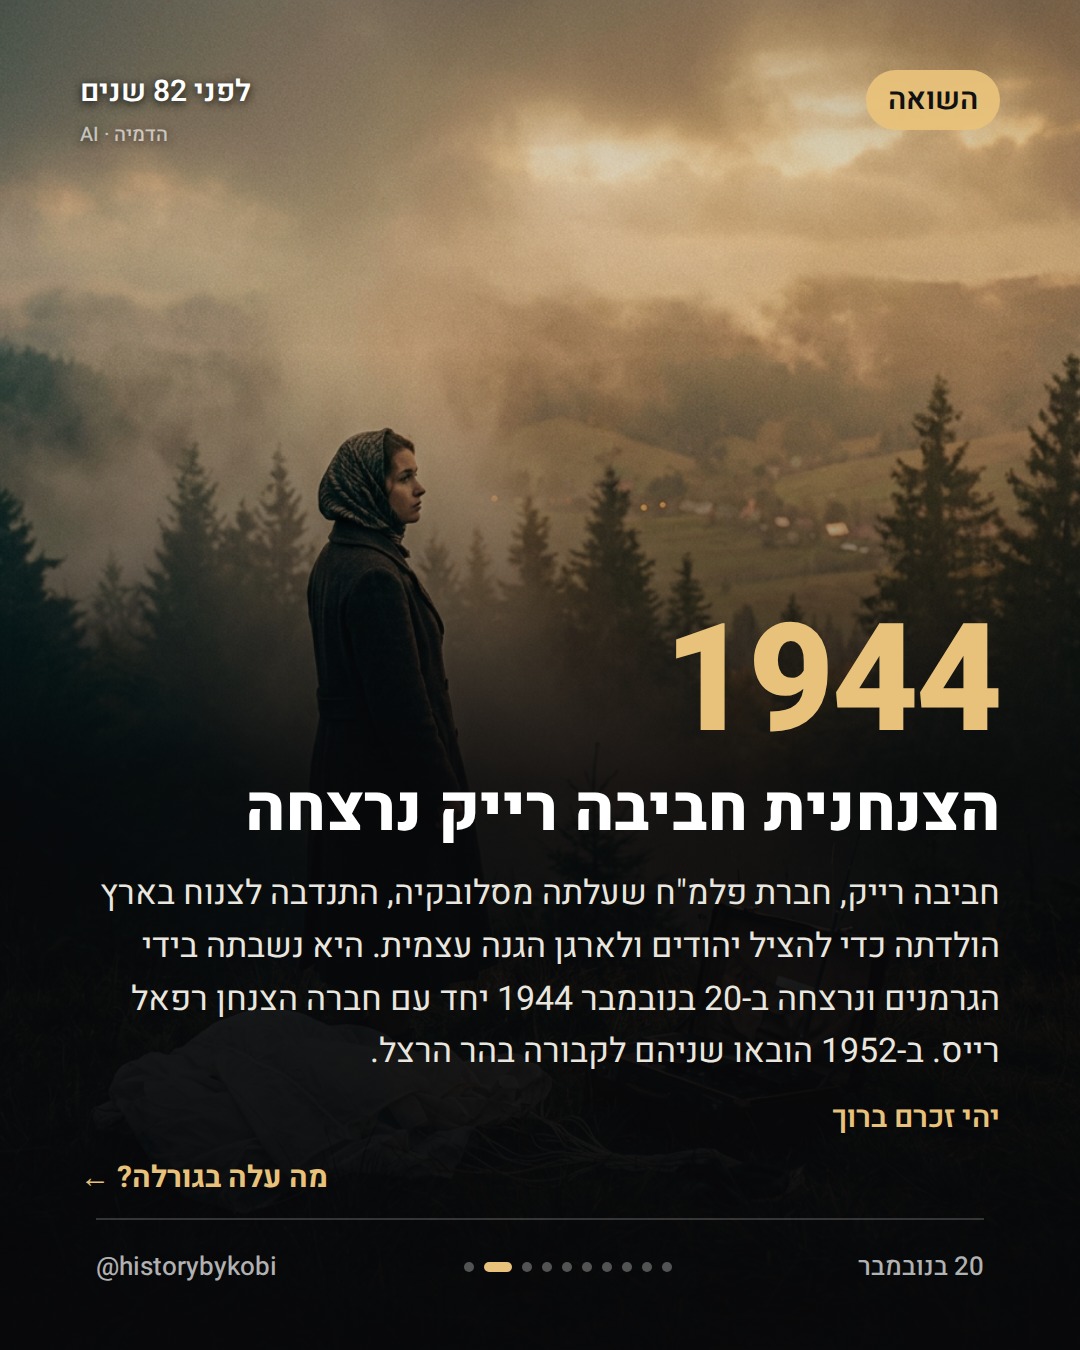 השואה
לפני 82 שנים
הדמיה · AI
1944
הצנחנית חביבה רייק נרצחה
חביבה רייק, חברת פלמ"ח שעלתה מסלובקיה, התנדבה לצנוח בארץ
הולדתה כדי להציל יהודים ולארגן הגנה עצמית. היא נשבתה בידי
הגרמנים ונרצחה ב-20 בנובמבר 1944 יחד עם חברה הצנחן רפאל
רייס. ב-1952 הובאו שניהם לקבורה בהר הרצל.
יהי זכרם ברוך
מה עלה בגורלה? ←
20 בנובמבר
@historybykobi